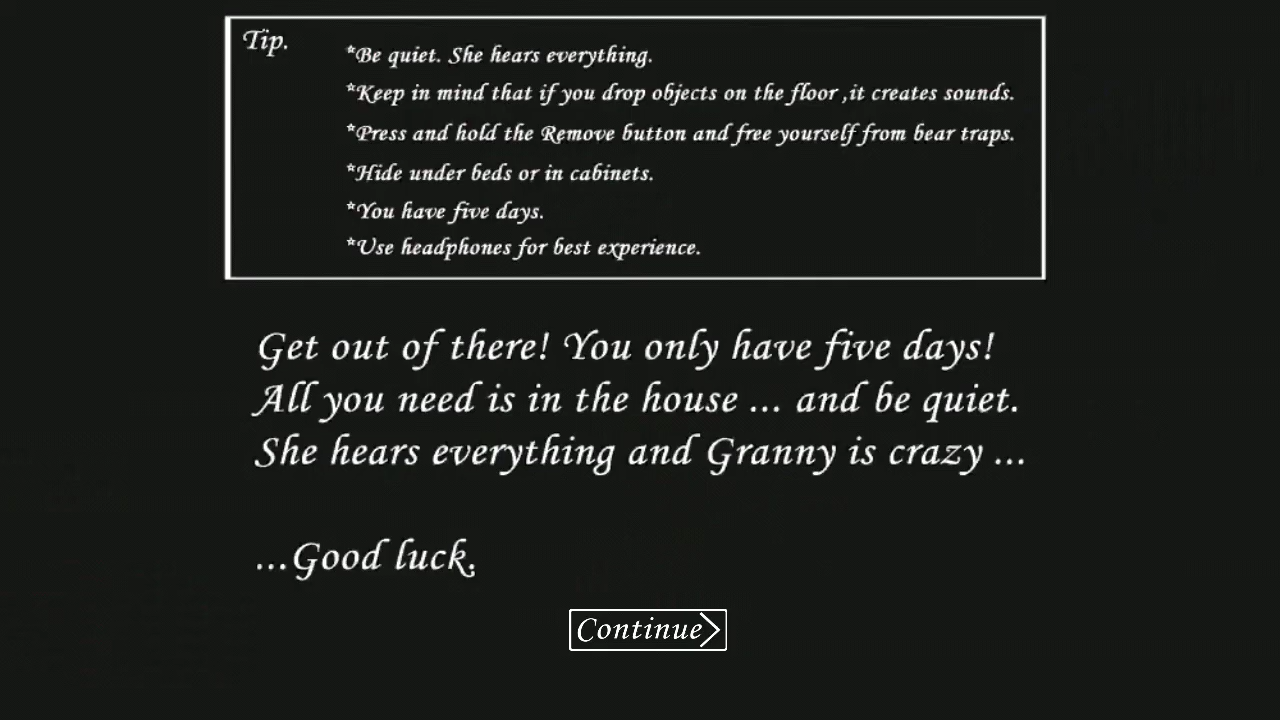 Tip.
*Be quiet. She hears everything.
*Keep in mind that if you drop objects on the floor ,it creates sounds.
*Press and hold the Remove button and free yourself from bear traps.
*Hide under beds or in cabinets.
*You have five days.
*Use headphones for best experience.
Get out of there! You only have five days!
All you need is in the house ... and be quiet.
She hears everything and Granny is crazy ...
...Good luck.
Continue